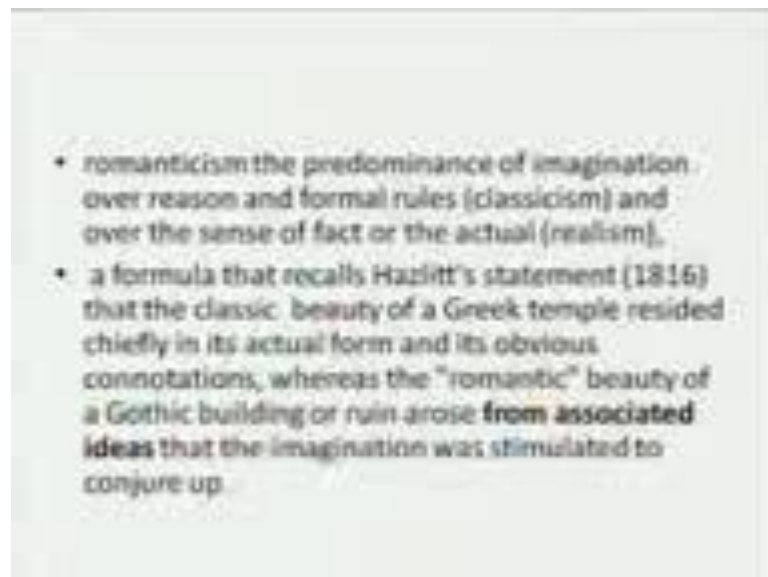 • romanticism the predominance of imagination
over reason and formal rules (classicism) and
over the sense of fact or the actual (realism),
• a formula that recalls Hazlitt's statement (1816)
that the classic beauty of a Greek temple resided
chiefly in its actual form and its obvious
connotations, whereas the "romantic" beauty of
a Gothic building or ruin arose from associated
ideas that the imagination was stimulated to
conjure up.